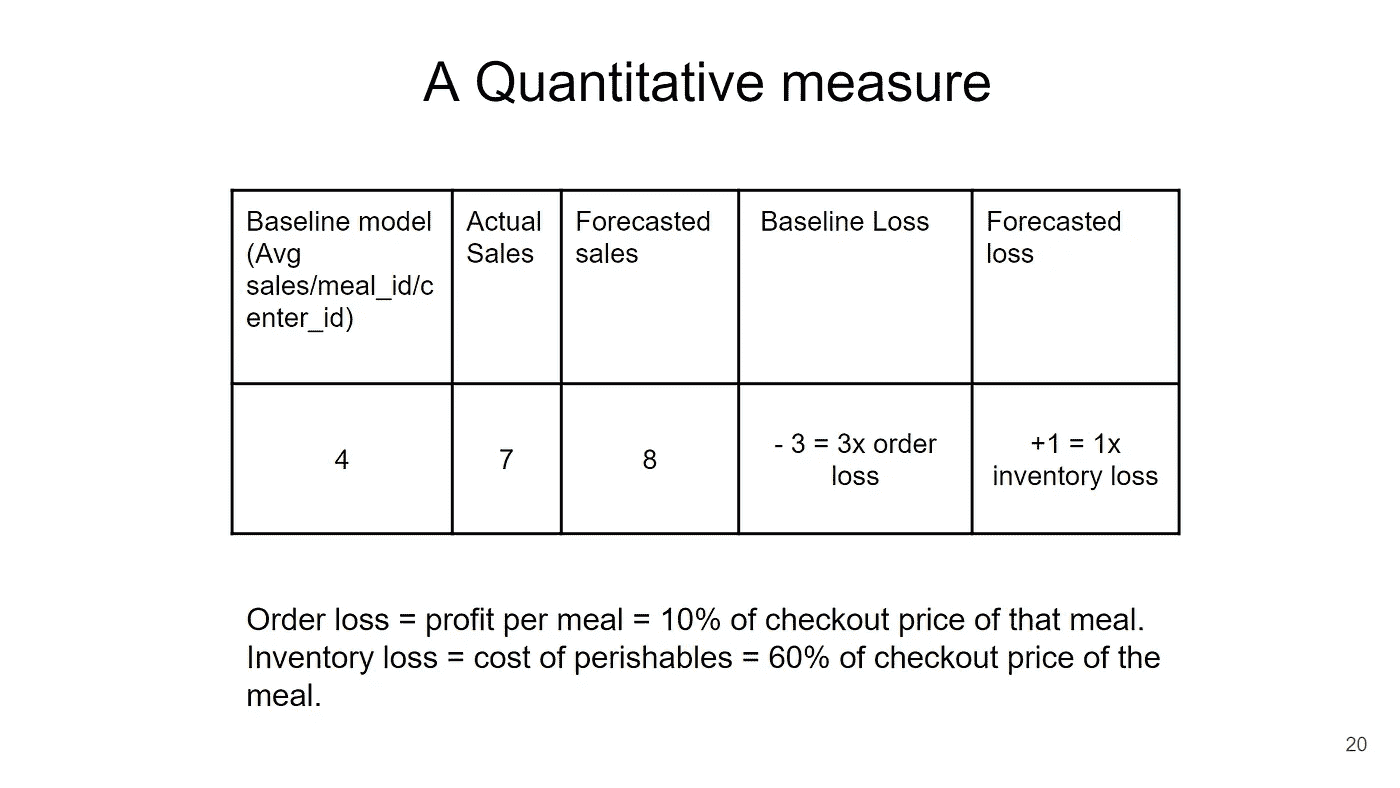 A Quantitative measure
Baseline model
(Avg
sales/meal_id/c
enter_id)
Actual
Sales
Forecasted
sales
Baseline Loss
Forecasted
loss
4
7
8
- 3 = 3x order
loss
+1 = 1x
inventory loss
Order loss = profit per meal = 10% of checkout price of that meal.
Inventory loss = cost of perishables = 60% of checkout price of the
meal.
20